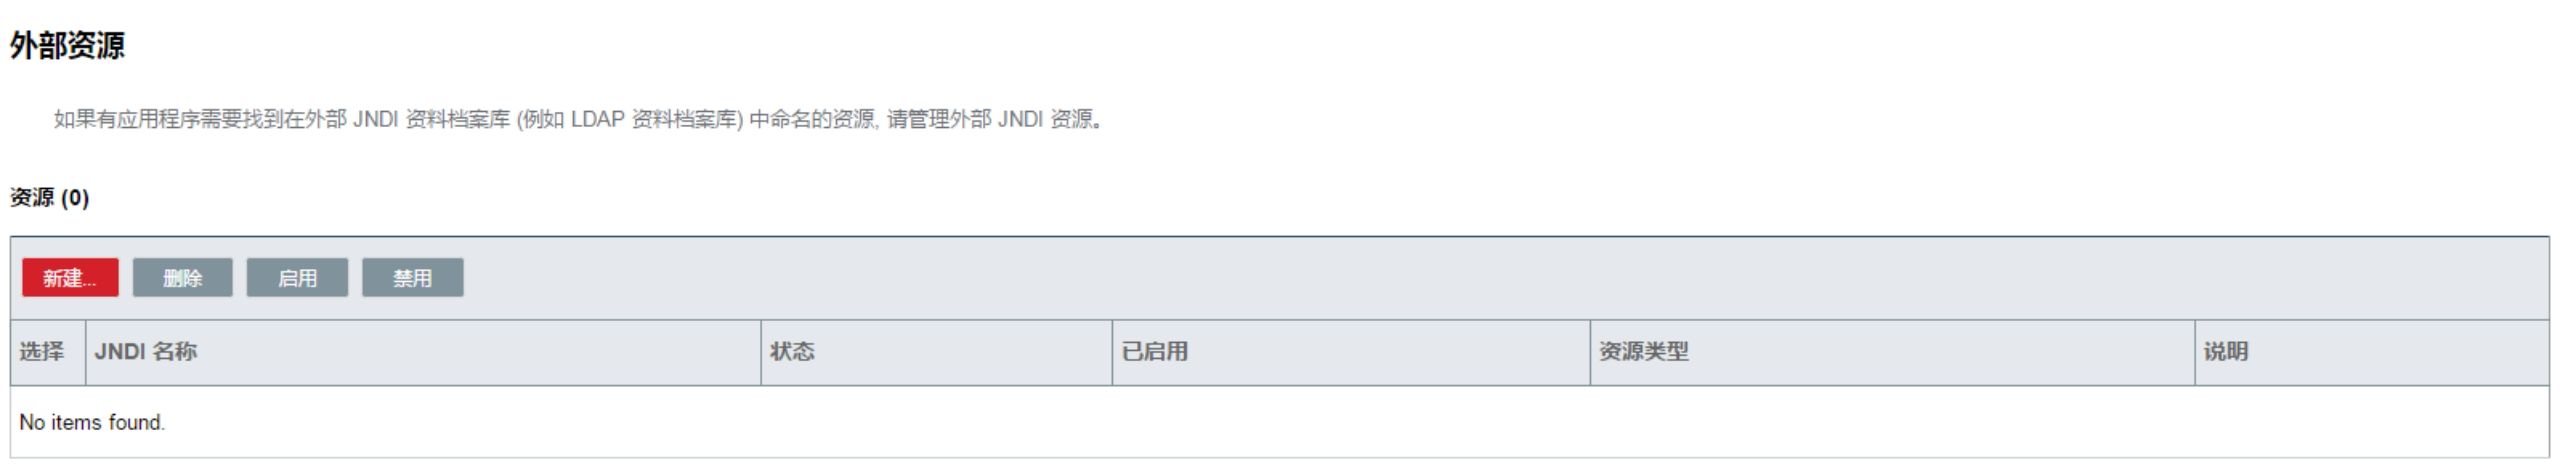 外部资源
如果有应用程序需要找到在外部 JNDI 资料档案库 (例如 LDAP 资料档案库) 中命名的资源, 请管理外部 JNDI 资源。
资源 (0)
新建... 删除 启用 禁用
选择 JNDI 名称 状态 已启用 资源类型 说明
No items found.